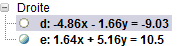 Droite
d: -4.86x - 1.66y = -9.03
e: 1.64x + 5.16y = 10.5